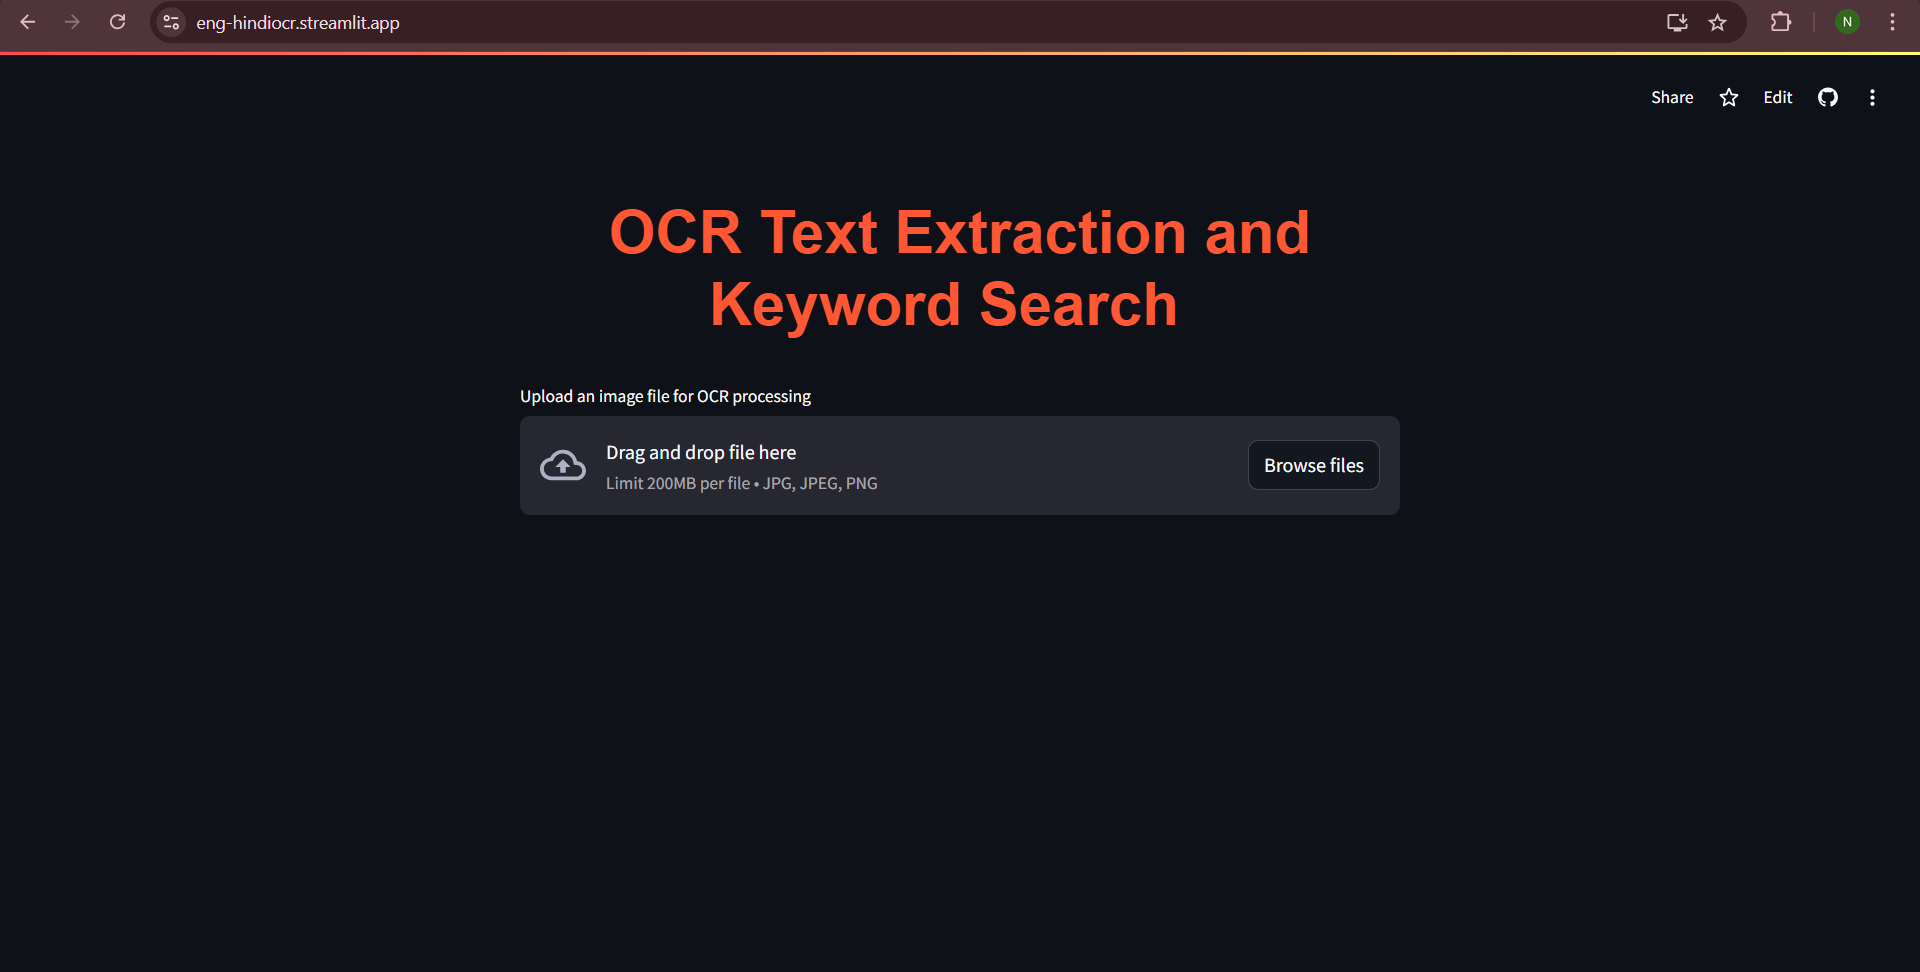 eng-hindiocr.streamlit.app
N
Share Edit
OCR Text Extraction and
Keyword Search
Upload an image file for OCR processing
Drag and drop file here
Limit 200MB per file • JPG, JPEG, PNG
Browse files